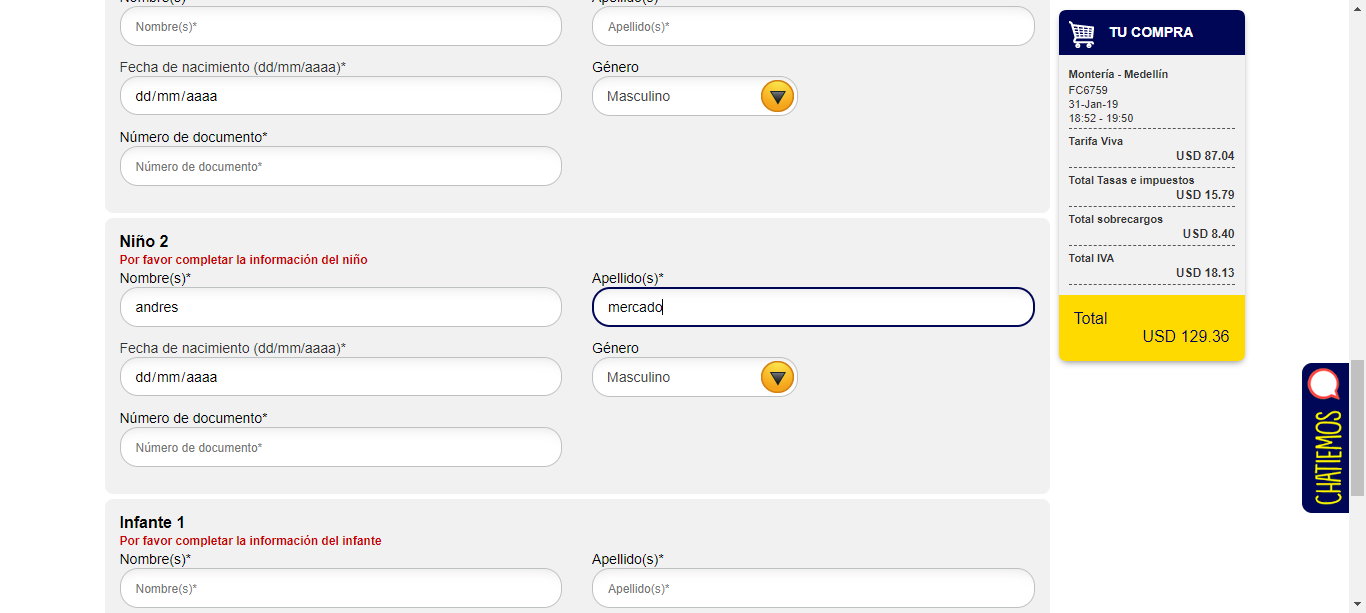 Nombre(s)*
Apellido(s)*
Nombre(s)*
Apellido(s)*
Fecha de nacimiento (dd/mm/aaaa)*
Género
dd/mm/aaaa
Masculino
Número de documento*
Número de documento*
Niño 2
Por favor completar la información del niño
Nombre(s)*
Apellido(s)*
andres
mercado
Fecha de nacimiento (dd/mm/aaaa)*
Género
dd/mm/aaaa
Masculino
Número de documento*
Número de documento*
Infante 1
Por favor completar la información del infante
Nombre(s)*
Apellido(s)*
Nombre(s)*
Apellido(s)*
TU COMPRA
Montería - Medellín
FC6759
31-Jan-19
18:52 - 19:50
Tarifa Viva
USD 87.04
Total Tasas e impuestos
USD 15.79
Total sobrecargos
USD 8.40
Total IVA
USD 18.13
Total
USD 129.36
CHATIEMOS